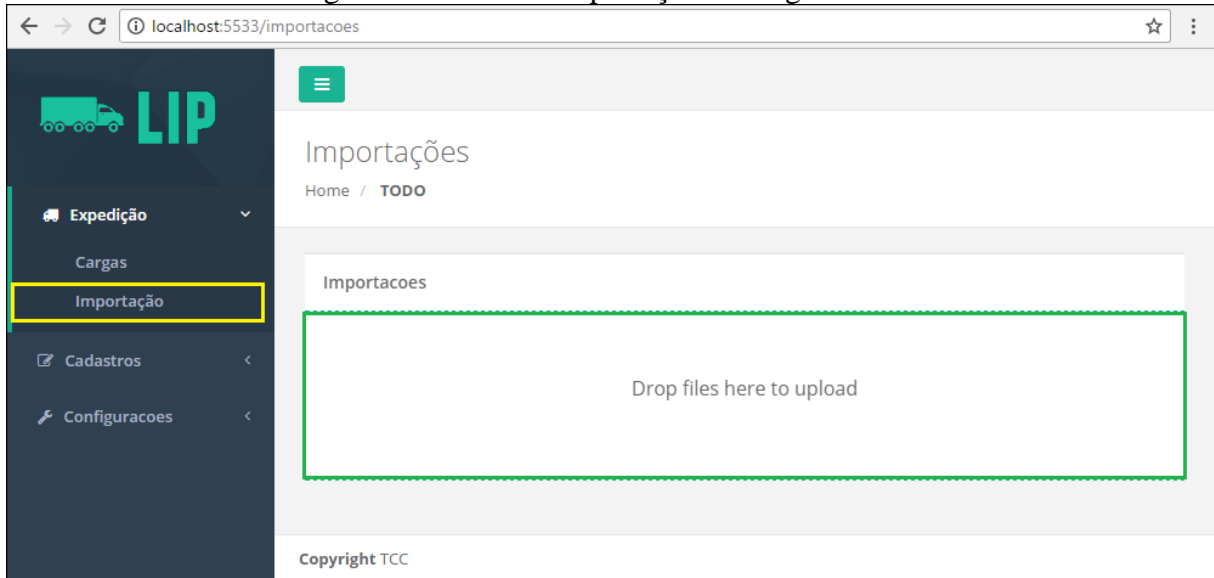 localhost:5533/importacoes
LIP
Importações
Home / TODO
Expedição
Cargas
Importação
Cadastros
Configuracoes
Importacoes
Drop files here to upload
Copyright TCC